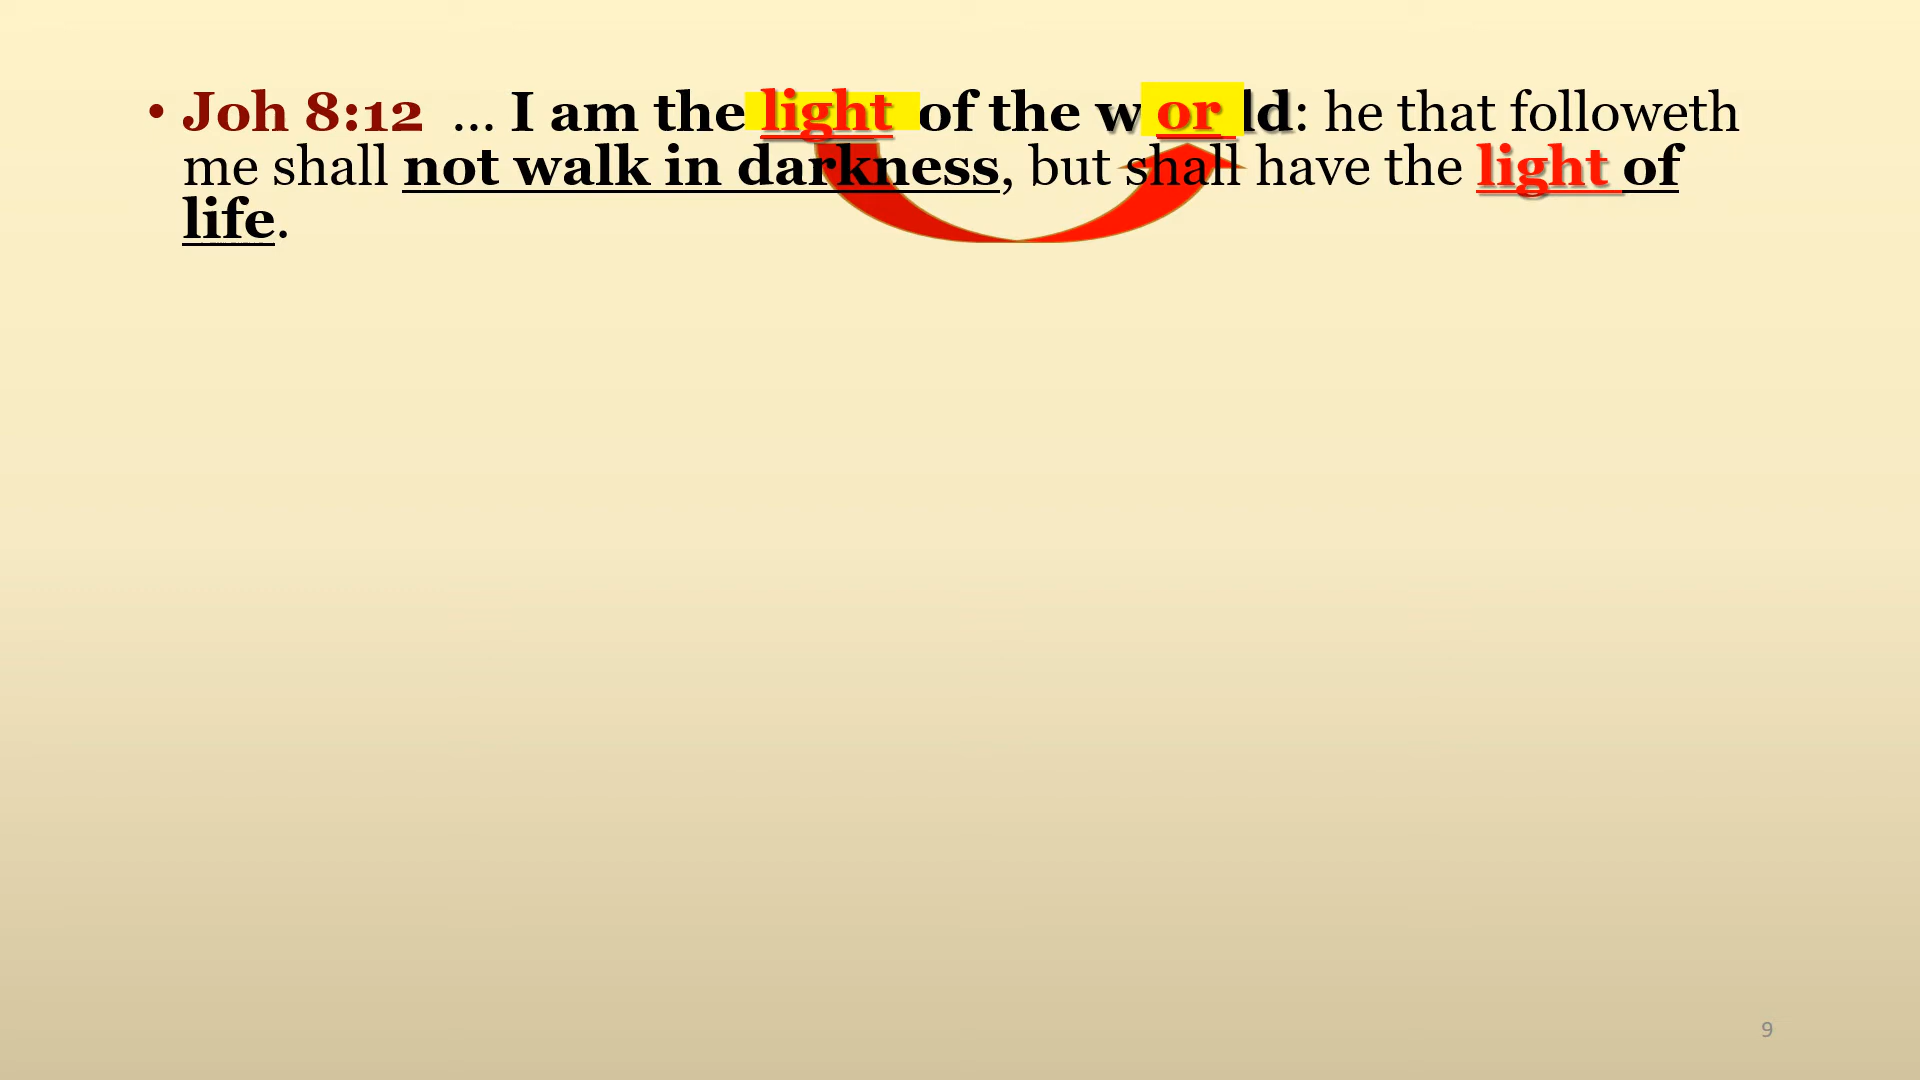 • Joh 8:12 ... I am the light of the w or ld: he that followeth
me shall not walk in darkness, but shall have the light of
life.
9